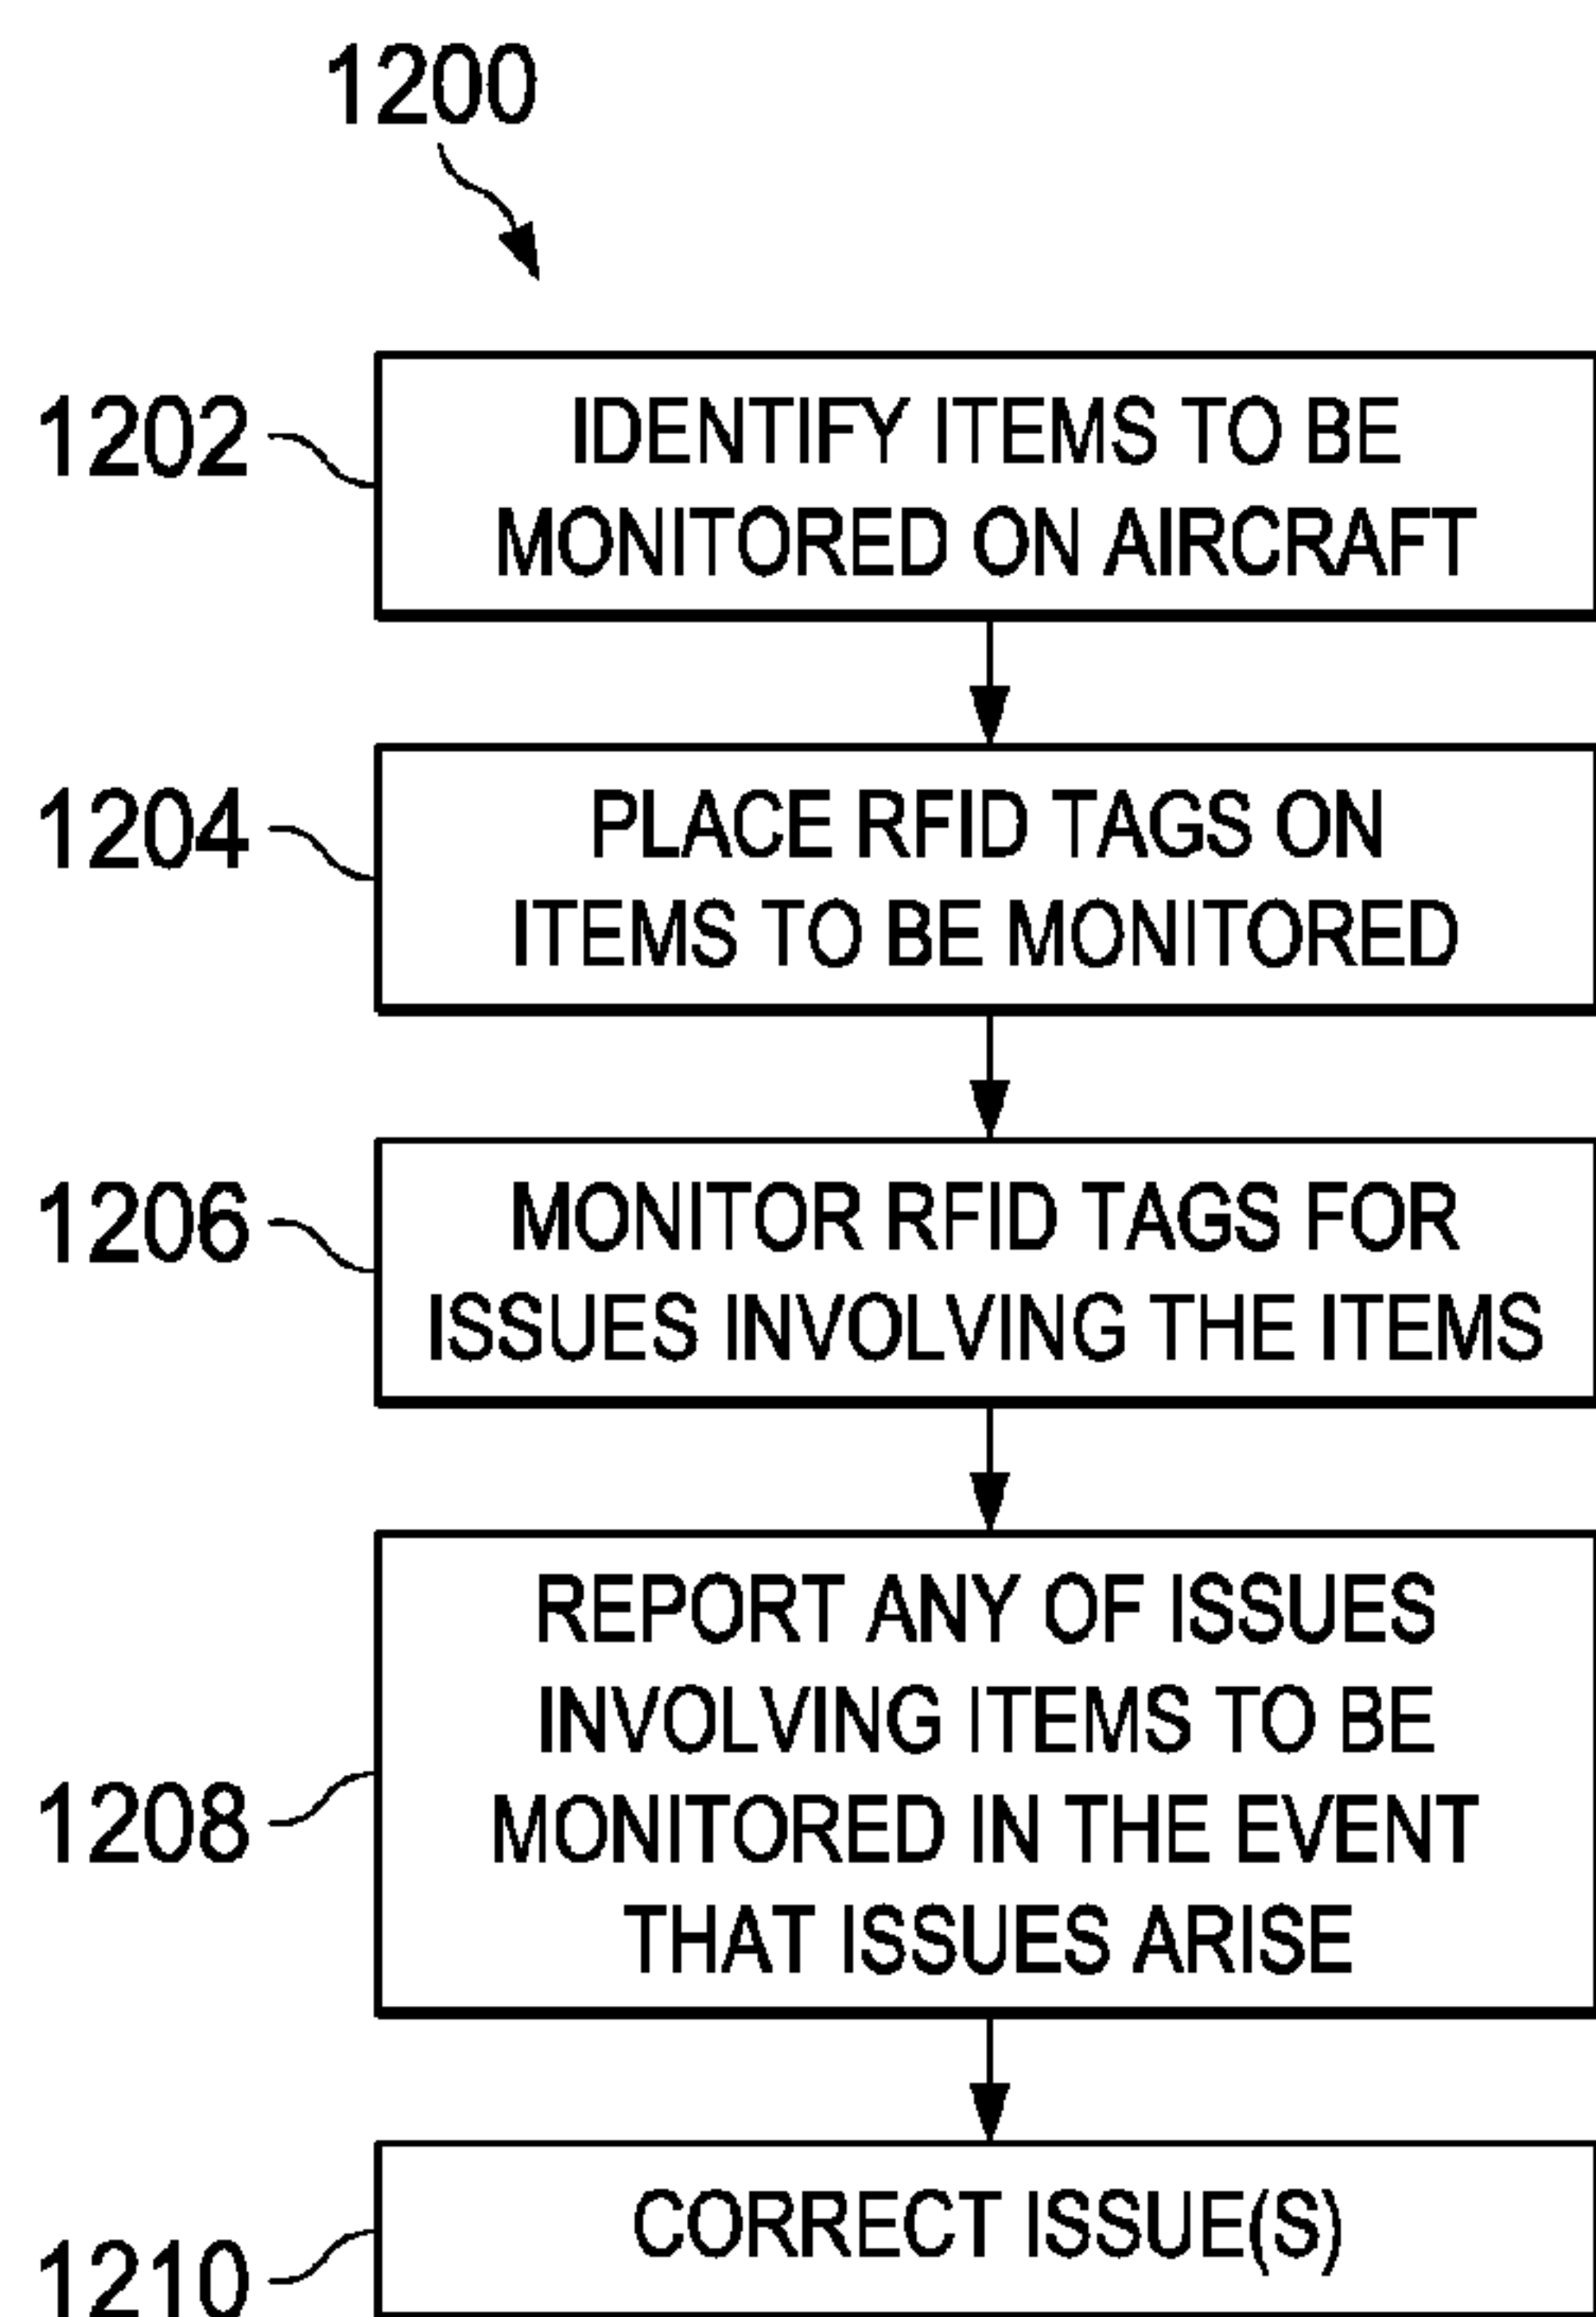 1200
1202
IDENTIFY ITEMS TO BE
MONITORED ON AIRCRAFT
1204
PLACE RFID TAGS ON
ITEMS TO BE MONITORED
1206
MONITOR RFID TAGS FOR
ISSUES INVOLVING THE ITEMS
1208
REPORT ANY OF ISSUES
INVOLVING ITEMS TO BE
MONITORED IN THE EVENT
THAT ISSUES ARISE
1210
CORRECT ISSUE(S)